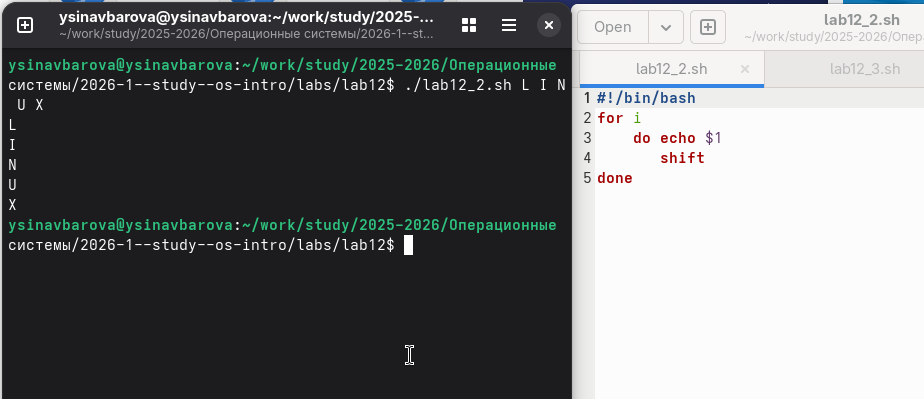 ysinavbarova@ysinavbarova:~/work/study/2025-...
~/work/study/2025-2026/Операционные системы/2026-1--st...
ysinavbarova@ysinavbarova:~/work/study/2025-2026/Операционные
системы/2026-1--study--os-intro/labs/lab12$ ./lab12_2.sh L I N
U X
L
I
N
U
X
ysinavbarova@ysinavbarova:~/work/study/2025-2026/Операционные
системы/2026-1--study--os-intro/labs/lab12$
Open
lab12_2.sh
~/work/study/2025-2026/Опер
lab12_2.sh
lab12_3.sh
1 #!/bin/bash
2 for i
3     do echo $1
4        shift
5 done